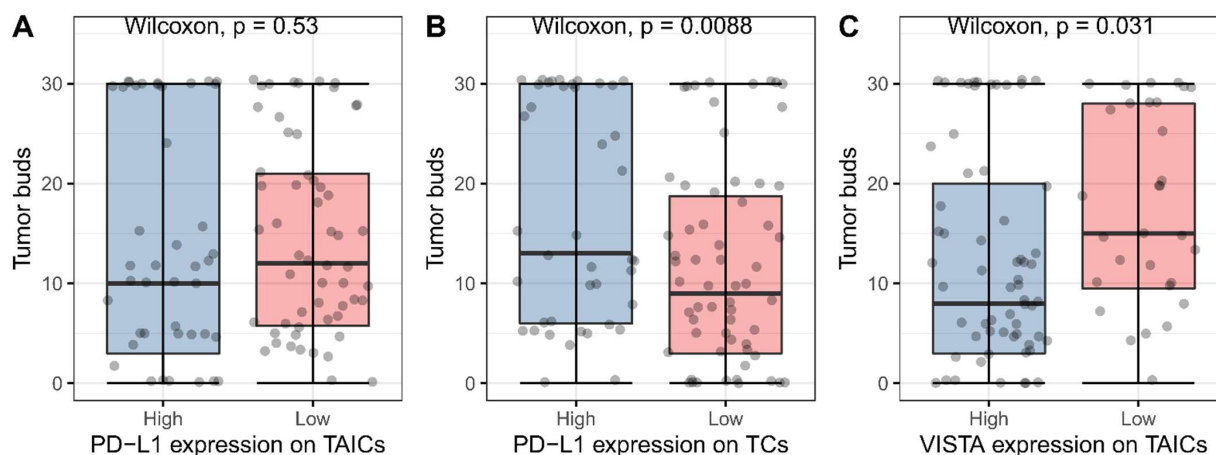 A
Wilcoxon, p = 0.53
Tumor buds
30
20
10
0
High
Low
PD−L1 expression on TAICs
B
Wilcoxon, p = 0.0088
Tumor buds
30
20
10
0
High
Low
PD−L1 expression on TCs
C
Wilcoxon, p = 0.031
Tumor buds
30
20
10
0
High
Low
VISTA expression on TAICs